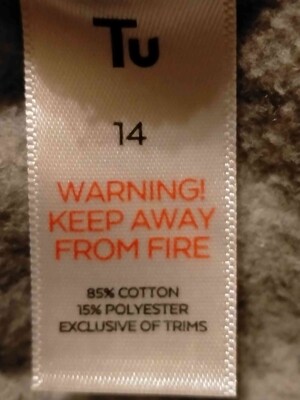 Tu
14
WARNING!
KEEP AWAY
FROM FIRE
85% COTTON
15% POLYESTER
EXCLUSIVE OF TRIMS